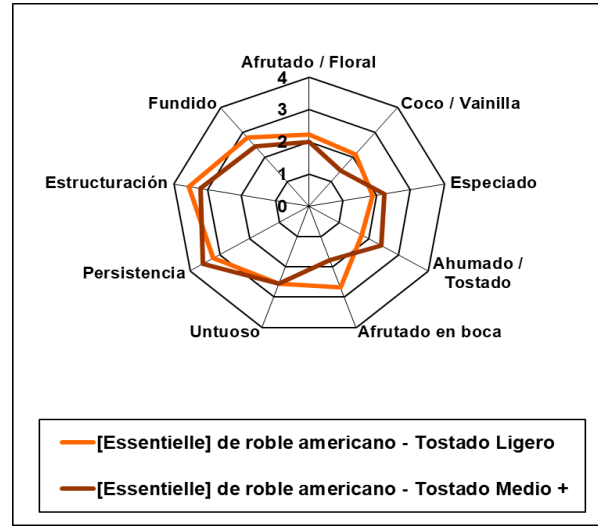 Afrutado / Floral
4
Fundido
Coco / Vainilla
3
2
Estructuración
Especiado
1
0
Ahumado /
Tostado
Persistencia
Untuoso
Afrutado en boca
[Essentielle] de roble americano - Tostado Ligero
[Essentielle] de roble americano - Tostado Medio +